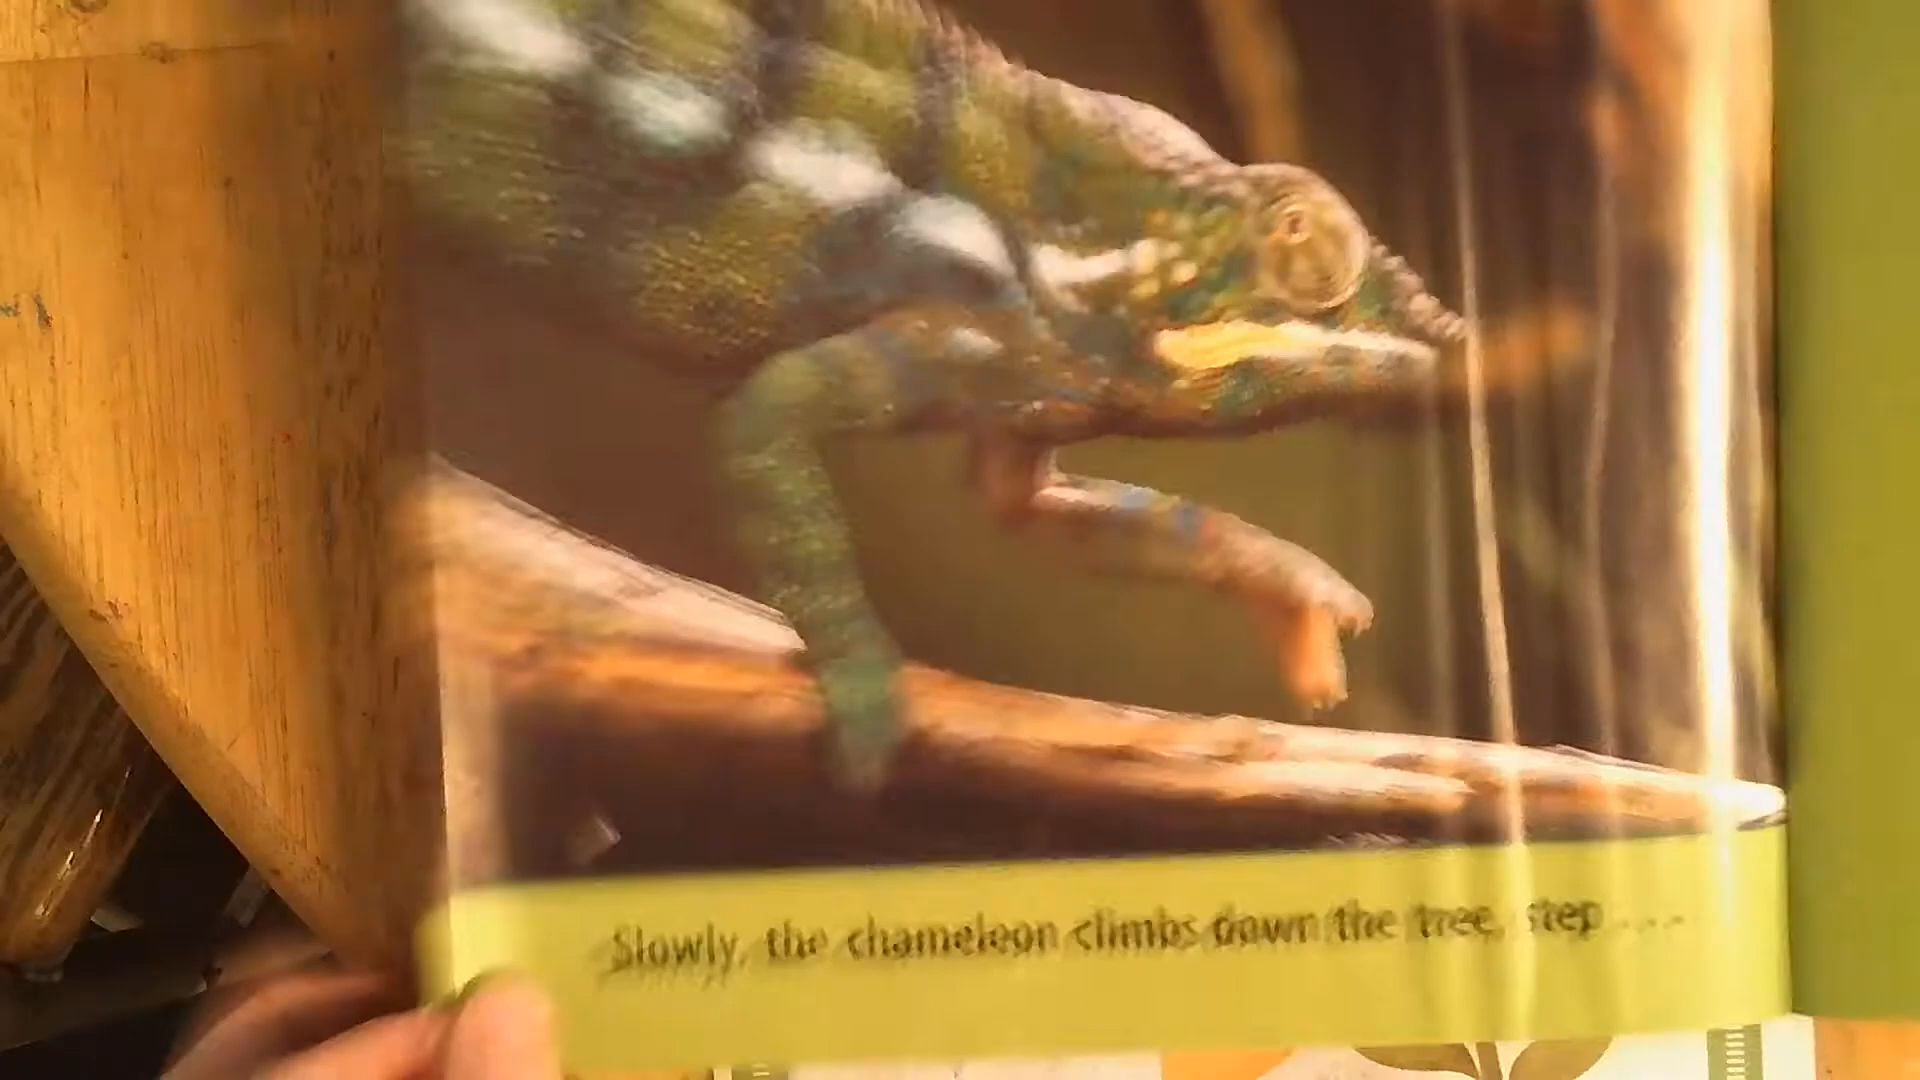 Slowly, the chameleon climbs down the tree, step . . . .